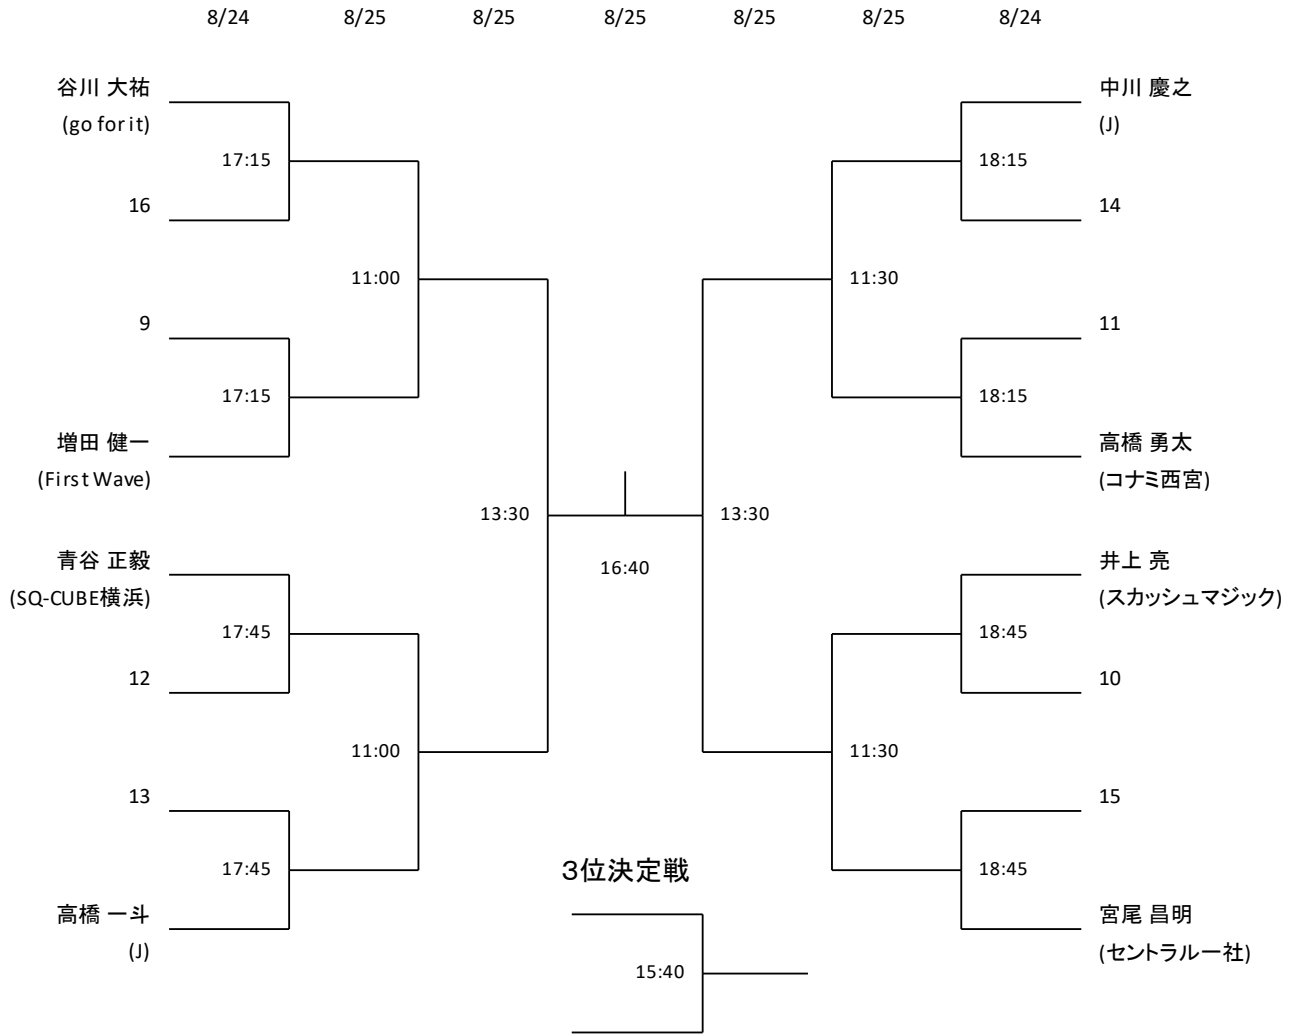 8/24 8/25 8/25 8/25 8/25 8/25 8/24
谷川 大祐
(go for it)
17:15
16
11:00
9
17:15
増田 健一
(First Wave)
13:30
青谷 正毅
(SQ-CUBE横浜)
17:45
12
11:00
13
17:45
高橋 一斗
(J)
16:40
中川 慶之
(J)
18:15
14
11:30
11
18:15
高橋 勇太
(コナミ西宮)
13:30
井上 亮
(スカッシュマジック)
18:45
10
11:30
15
18:45
宮尾 昌明
(セントラル一社)
3位決定戦
15:40